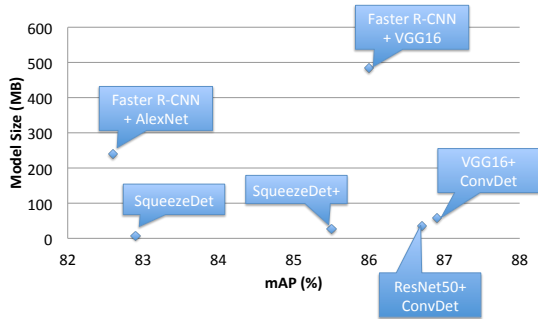 600
500
400
300
200
100
0
Model Size (MB)
Faster R-CNN
+ VGG16
Faster R-CNN
+ AlexNet
SqueezeDet
SqueezeDet+
VGG16+
ConvDet
ResNet50+
ConvDet
82 83 84 85 86 87 88
mAP (%)